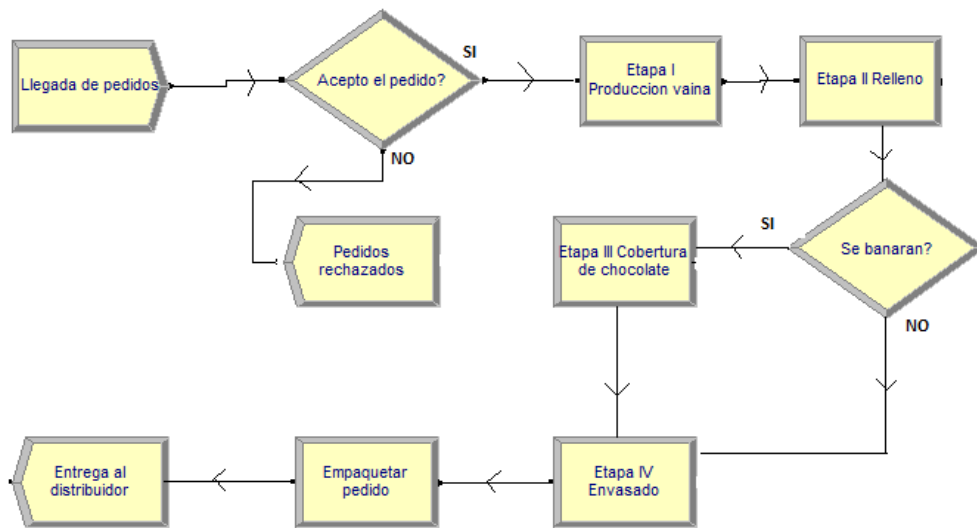 Llegada de pedidos
Acepto el pedido?
SI
Etapa I
Produccion vaina
Etapa II Relleno
NO
Pedidos
rechazados
Se banaran?
SI
Etapa III Cobertura
de chocolate
NO
Etapa IV
Envasado
Empaquetar
pedido
Entrega al
distribuidor